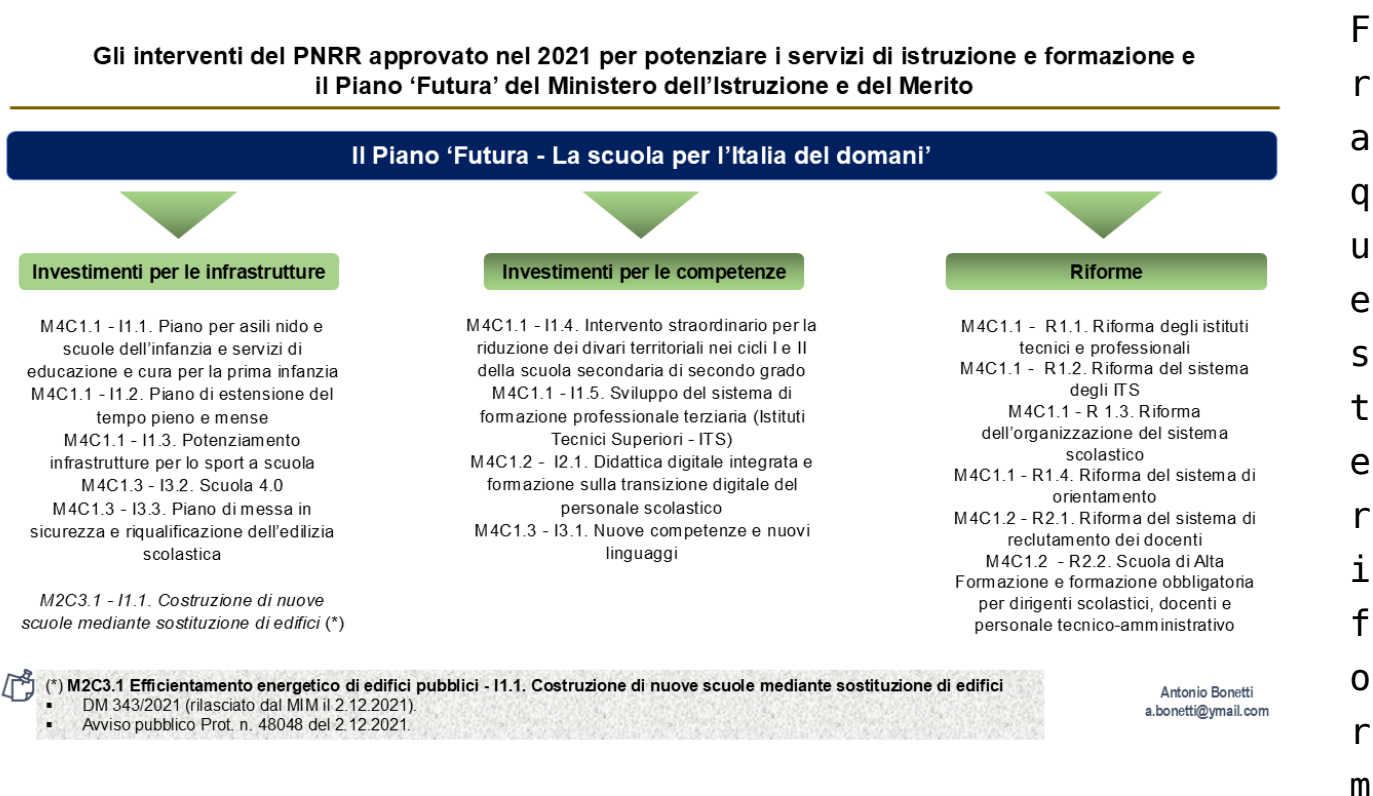 Gli interventi del PNRR approvato nel 2021 per potenziare i servizi di istruzione e formazione e
il Piano ‘Futura’ del Ministero dell’Istruzione e del Merito
Il Piano ‘Futura - La scuola per l’Italia del domani’
Investimenti per le infrastrutture
M4C1.1 - I1.1. Piano per asili nido e
scuole dell’infanzia e servizi di
educazione e cura per la prima infanzia
M4C1.1 - I1.2. Piano di estensione del
tempo pieno e mense
M4C1.1 - I1.3. Potenziamento
infrastrutture per lo sport a scuola
M4C1.3 - I3.2. Scuola 4.0
M4C1.3 - I3.3. Piano di messa in
sicurezza e riqualificazione dell’edilizia
scolastica
M2C3.1 - I1.1. Costruzione di nuove
scuole mediante sostituzione di edifici (*)
Investimenti per le competenze
M4C1.1 - I1.4. Intervento straordinario per la
riduzione dei divari territoriali nei cicli I e II
della scuola secondaria di secondo grado
M4C1.1 - I1.5. Sviluppo del sistema di
formazione professionale terziaria (Istituti
Tecnici Superiori - ITS)
M4C1.2 - I2.1. Didattica digitale integrata e
formazione sulla transizione digitale del
personale scolastico
M4C1.3 - I3.1. Nuove competenze e nuovi
linguaggi
Riforme
M4C1.1 - R1.1. Riforma degli istituti
tecnici e professionali
M4C1.1 - R1.2. Riforma del sistema
degli ITS
M4C1.1 - R 1.3. Riforma
dell’organizzazione del sistema
scolastico
M4C1.1 - R1.4. Riforma del sistema di
orientamento
M4C1.2 - R2.1. Riforma del sistema di
reclutamento dei docenti
M4C1.2 - R2.2. Scuola di Alta
Formazione e formazione obbligatoria
per dirigenti scolastici, docenti e
personale tecnico-amministrativo
(*) M2C3.1 Efficientamento energetico di edifici pubblici - I1.1. Costruzione di nuove scuole mediante sostituzione di edifici
▪ DM 343/2021 (rilasciato dal MIM il 2.12.2021).
▪ Avviso pubblico Prot. n. 48048 del 2.12.2021.
Antonio Bonetti
a.bonetti@ymail.com
F
r
a
q
u
e
s
t
e
r
i
f
o
r
m